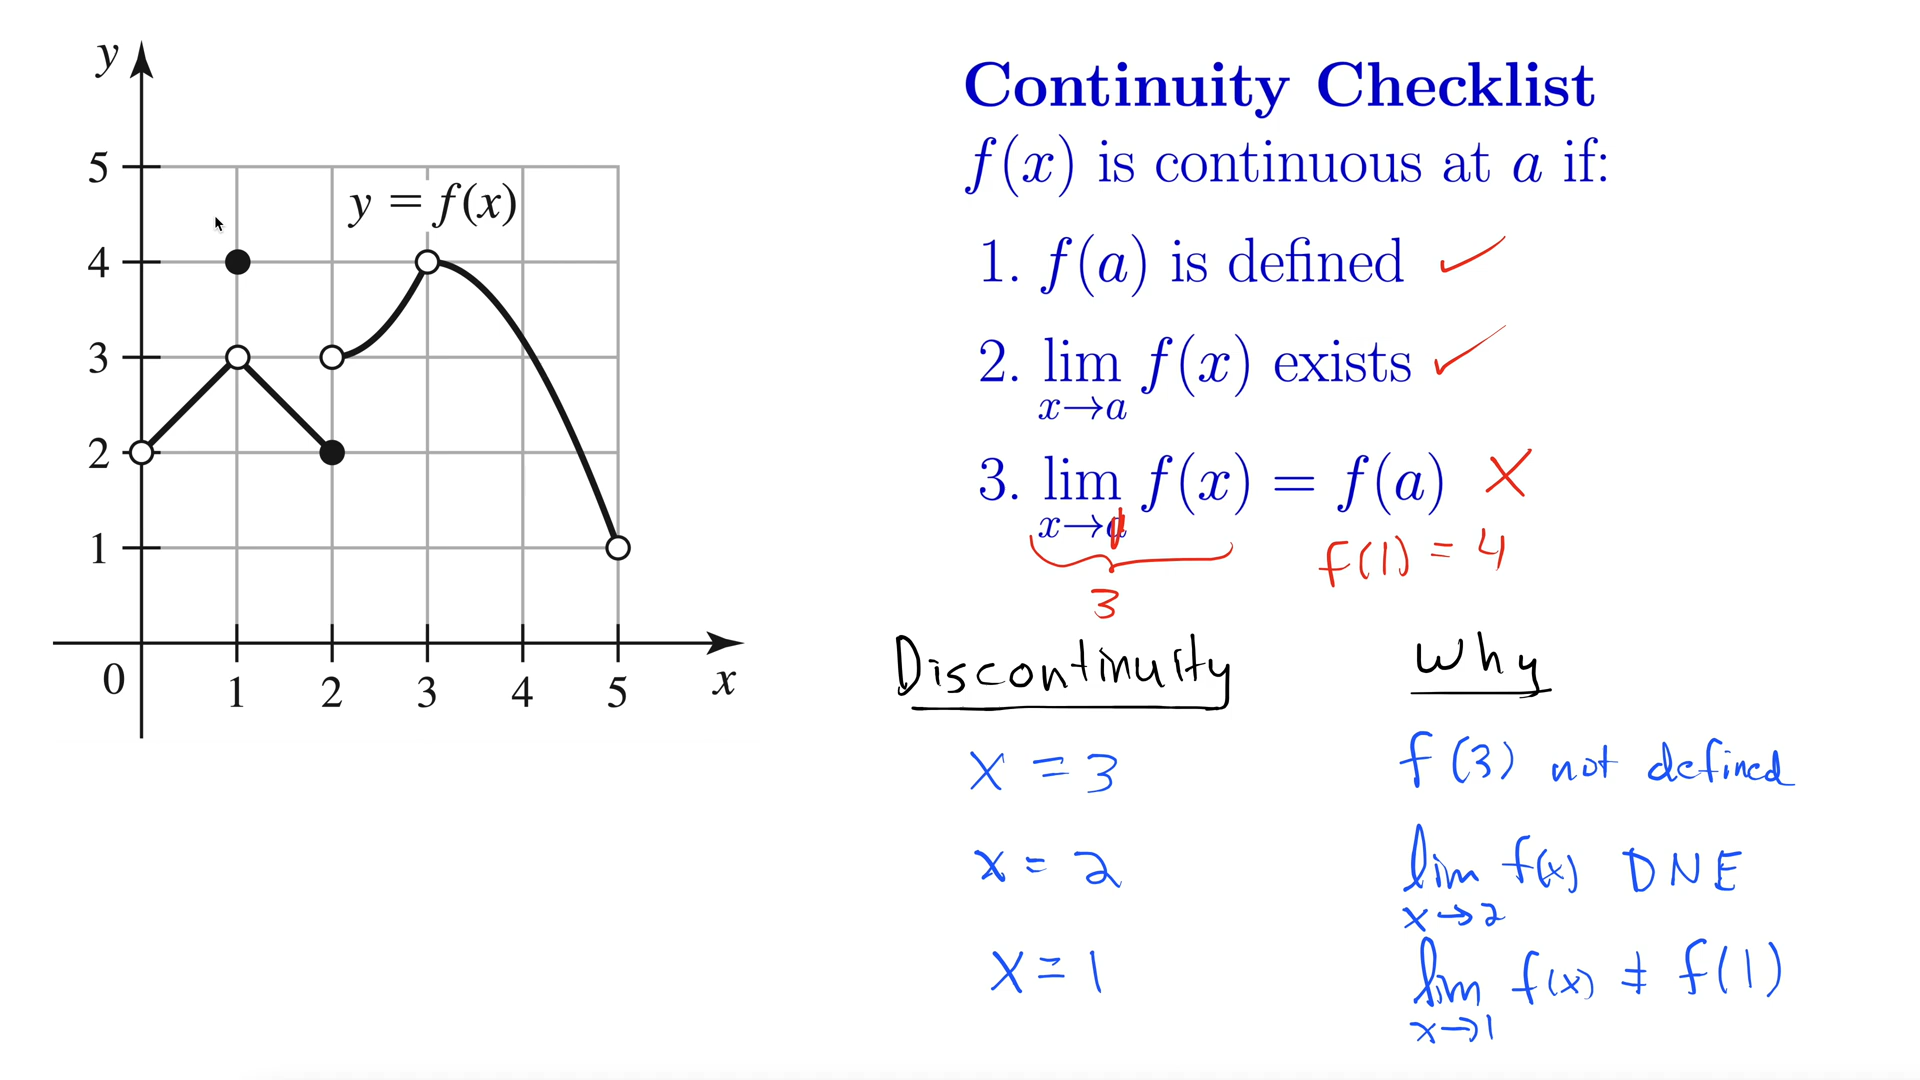 y
5
4
3
2
1
0
1 2 3 4 5 x
y = f(x)
Continuity Checklist
f(x) is continuous at a if:
1. f(a) is defined ✓
2. lim f(x) exists ✓
x→a
3. lim f(x) = f(a) X
x→1
3
f(1) = 4
Discontinuity Why
x = 3 f(3) not defined
x = 2 lim f(x) DNE
x→2
x = 1 lim f(x) ≠ f(1)
x→1